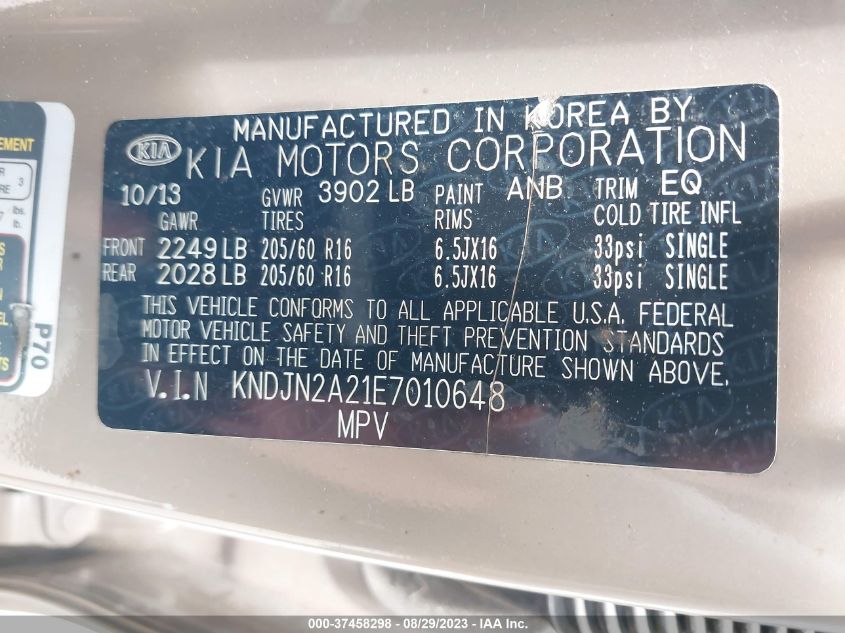 MANUFACTURED IN KOREA BY
KIA KIA MOTORS CORPORATION
10/13 GVWR 3902 LB PAINT ANB TRIM EQ
GAWR TIRES RIMS COLD TIRE INFL
FRONT 2249 LB 205/60 R16 6.5JX16 33psi SINGLE
REAR 2028 LB 205/60 R16 6.5JX16 33psi SINGLE
THIS VEHICLE CONFORMS TO ALL APPLICABLE U.S.A. FEDERAL
MOTOR VEHICLE SAFETY AND THEFT PREVENTION STANDARDS
IN EFFECT ON THE DATE OF MANUFACTURE SHOWN ABOVE.
V.I.N KNDJN2A21E7010648
MPV
P70
000-37458298 - 08/29/2023 - IAA Inc.